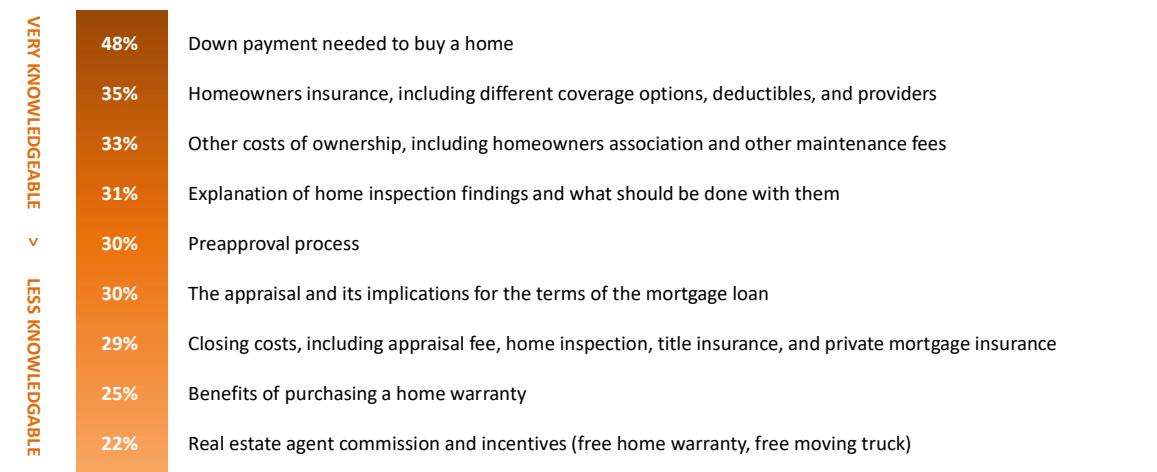 VERY KNOWLEDGEABLE > LESS KNOWLEDGABLE
48% Down payment needed to buy a home
35% Homeowners insurance, including different coverage options, deductibles, and providers
33% Other costs of ownership, including homeowners association and other maintenance fees
31% Explanation of home inspection findings and what should be done with them
30% Preapproval process
30% The appraisal and its implications for the terms of the mortgage loan
29% Closing costs, including appraisal fee, home inspection, title insurance, and private mortgage insurance
25% Benefits of purchasing a home warranty
22% Real estate agent commission and incentives (free home warranty, free moving truck)